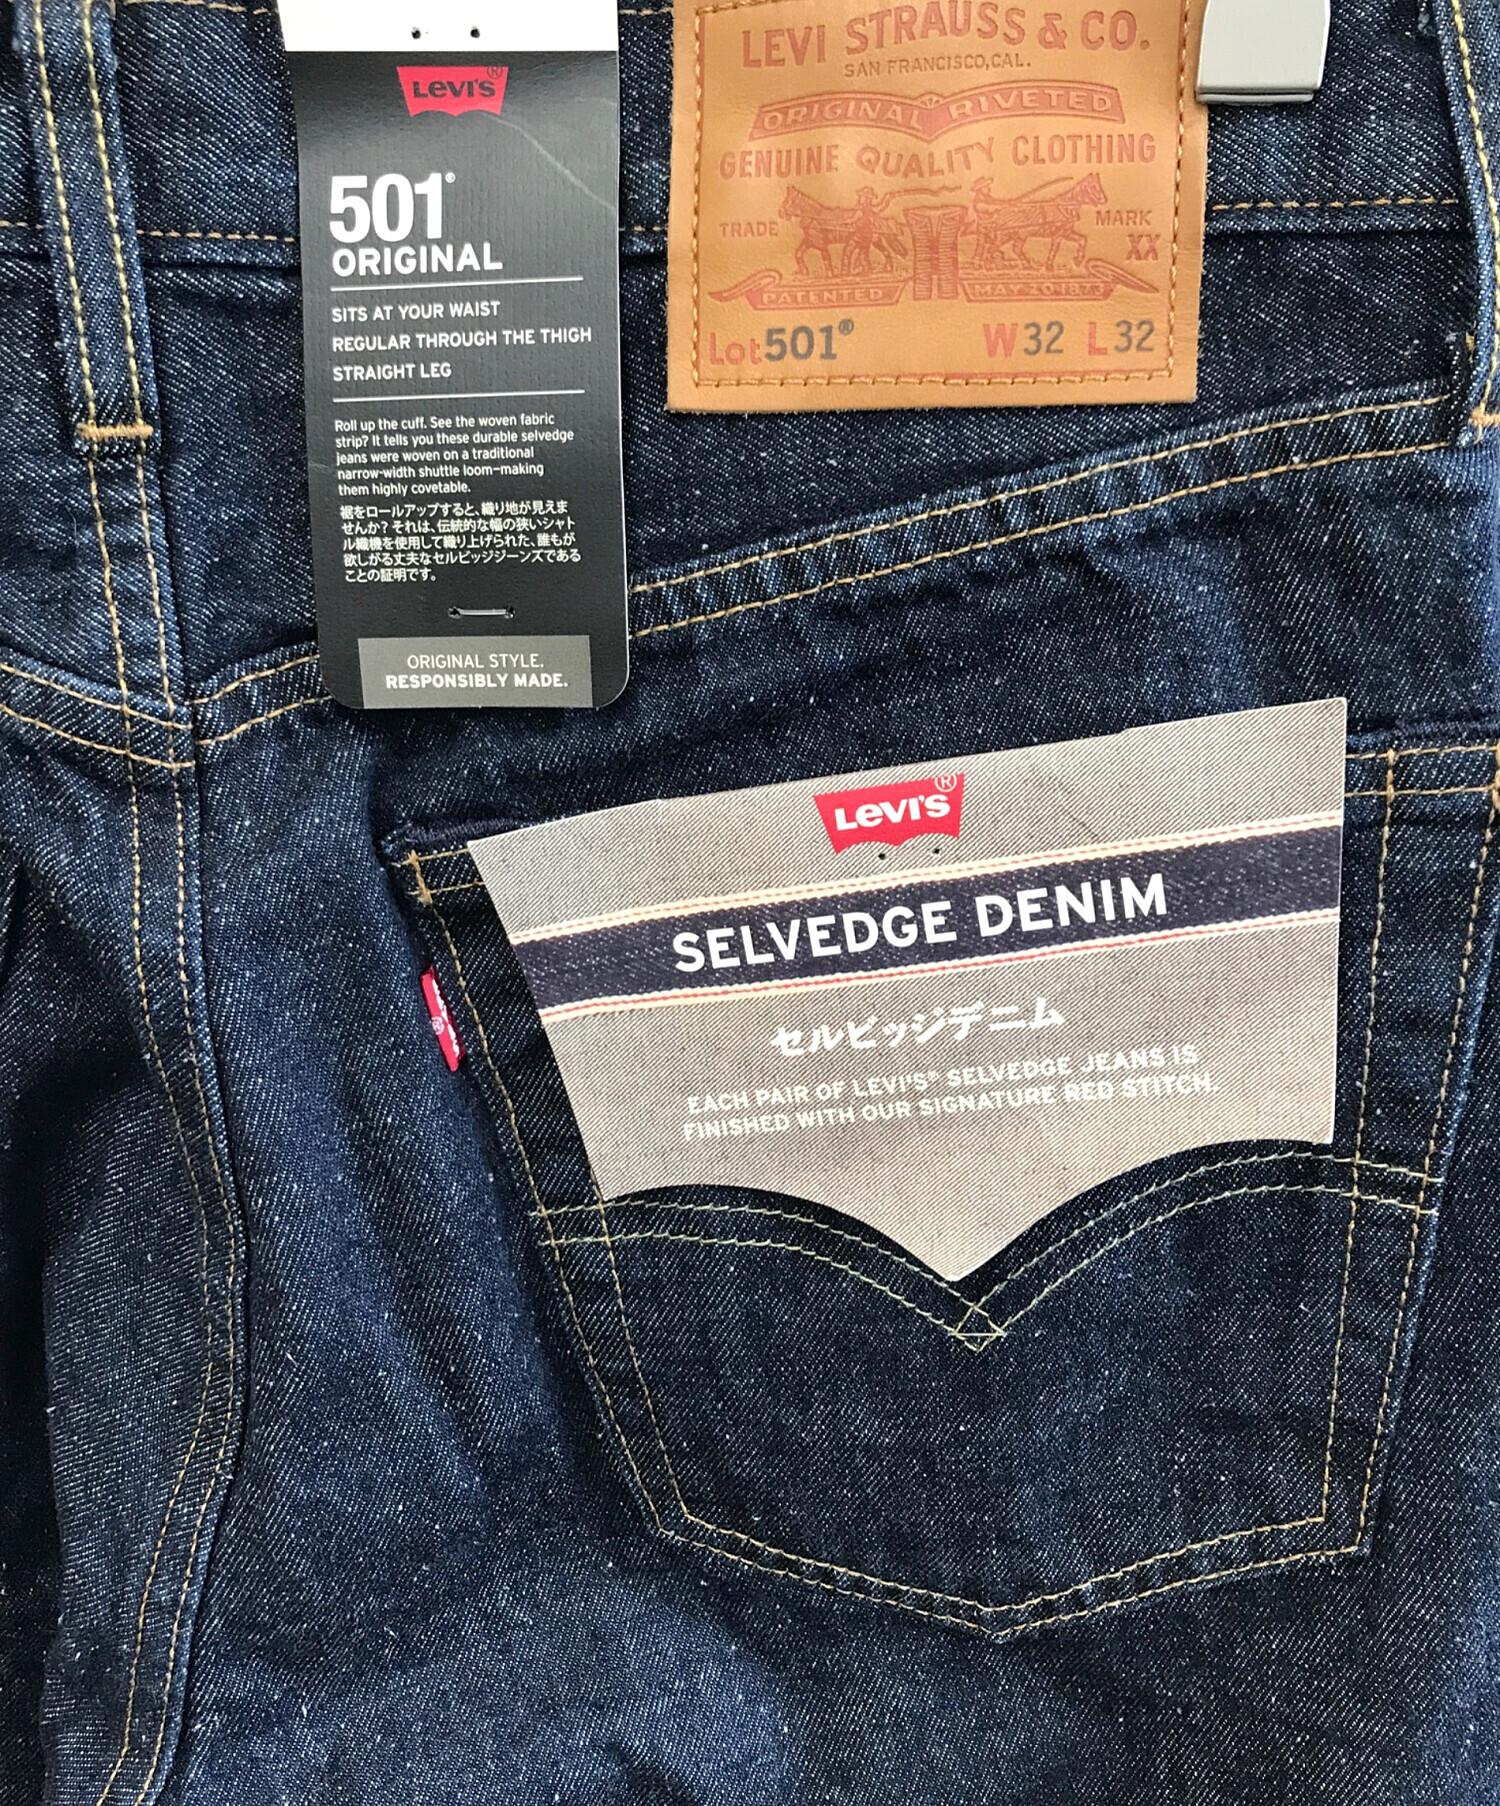 LEVI'S®
501®
ORIGINAL
SITS AT YOUR WAIST
REGULAR THROUGH THE THIGH
STRAIGHT LEG
Roll up the cuff. See the woven fabric
strip? It tells you these durable selvedge
jeans were woven on a traditional
narrow-width shuttle loom—making
them highly covetable.
裾をロールアップすると、織り地が見えま
せんか? それは、伝統的な幅の狭いシャト
ル織機を使用して織り上げられた、誰もが
欲しがる丈夫なセルビッジジーンズである
ことの証明です。
ORIGINAL STYLE.
RESPONSIBLY MADE.
LEVI STRAUSS & CO.
SAN FRANCISCO, CAL.
ORIGINAL RIVETED
GENUINE QUALITY CLOTHING
TRADE MARK
XX
PATENTED MAY 20 1873
Lot 501® W 32 L 32
LEVI'S®
SELVEDGE DENIM
セルビッジデニム
EACH PAIR OF LEVI'S® SELVEDGE JEANS IS
FINISHED WITH OUR SIGNATURE RED STITCH.